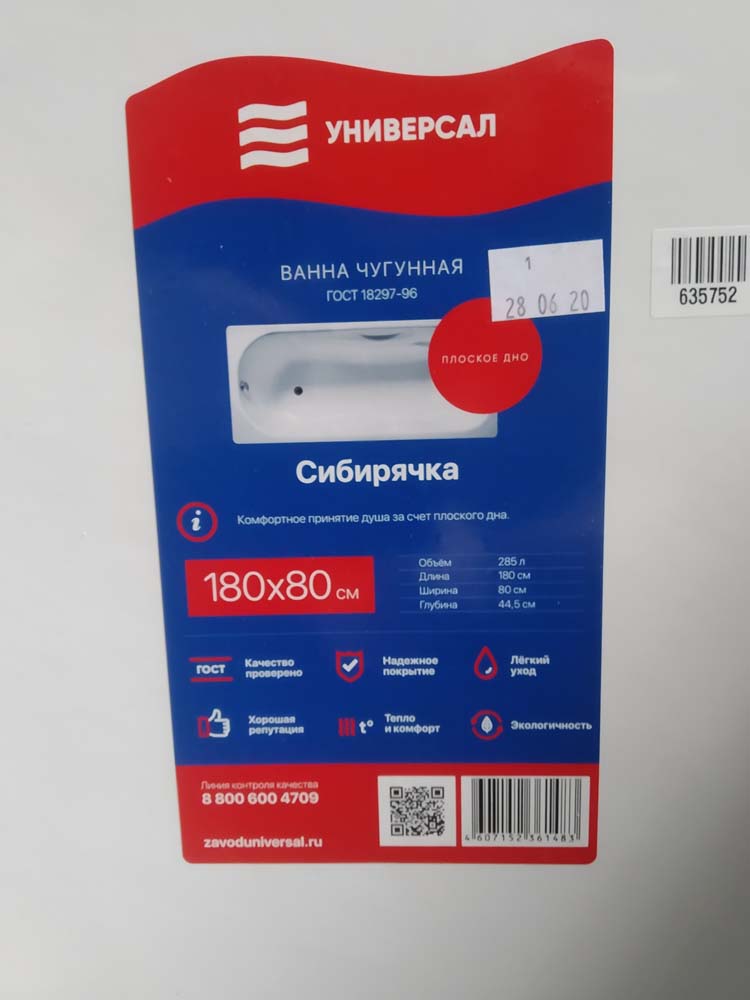 УНИВЕРСАЛ
ВАННА ЧУГУННАЯ
ГОСТ 18297-96
1
28 06 20
635752
ПЛОСКОЕ ДНО
Сибирячка
i
Комфортное принятие душа за счет плоского дна.
180x80 см
Объём 285 л
Длина 180 см
Ширина 80 см
Глубина 44,5 см
ГОСТ
Качество
проверено
Надежное
покрытие
Лёгкий
уход
Хорошая
репутация
t°
Тепло
и комфорт
Экологичность
Линия контроля качества
8 800 600 4709
zavoduniversal.ru
4 607152 361483